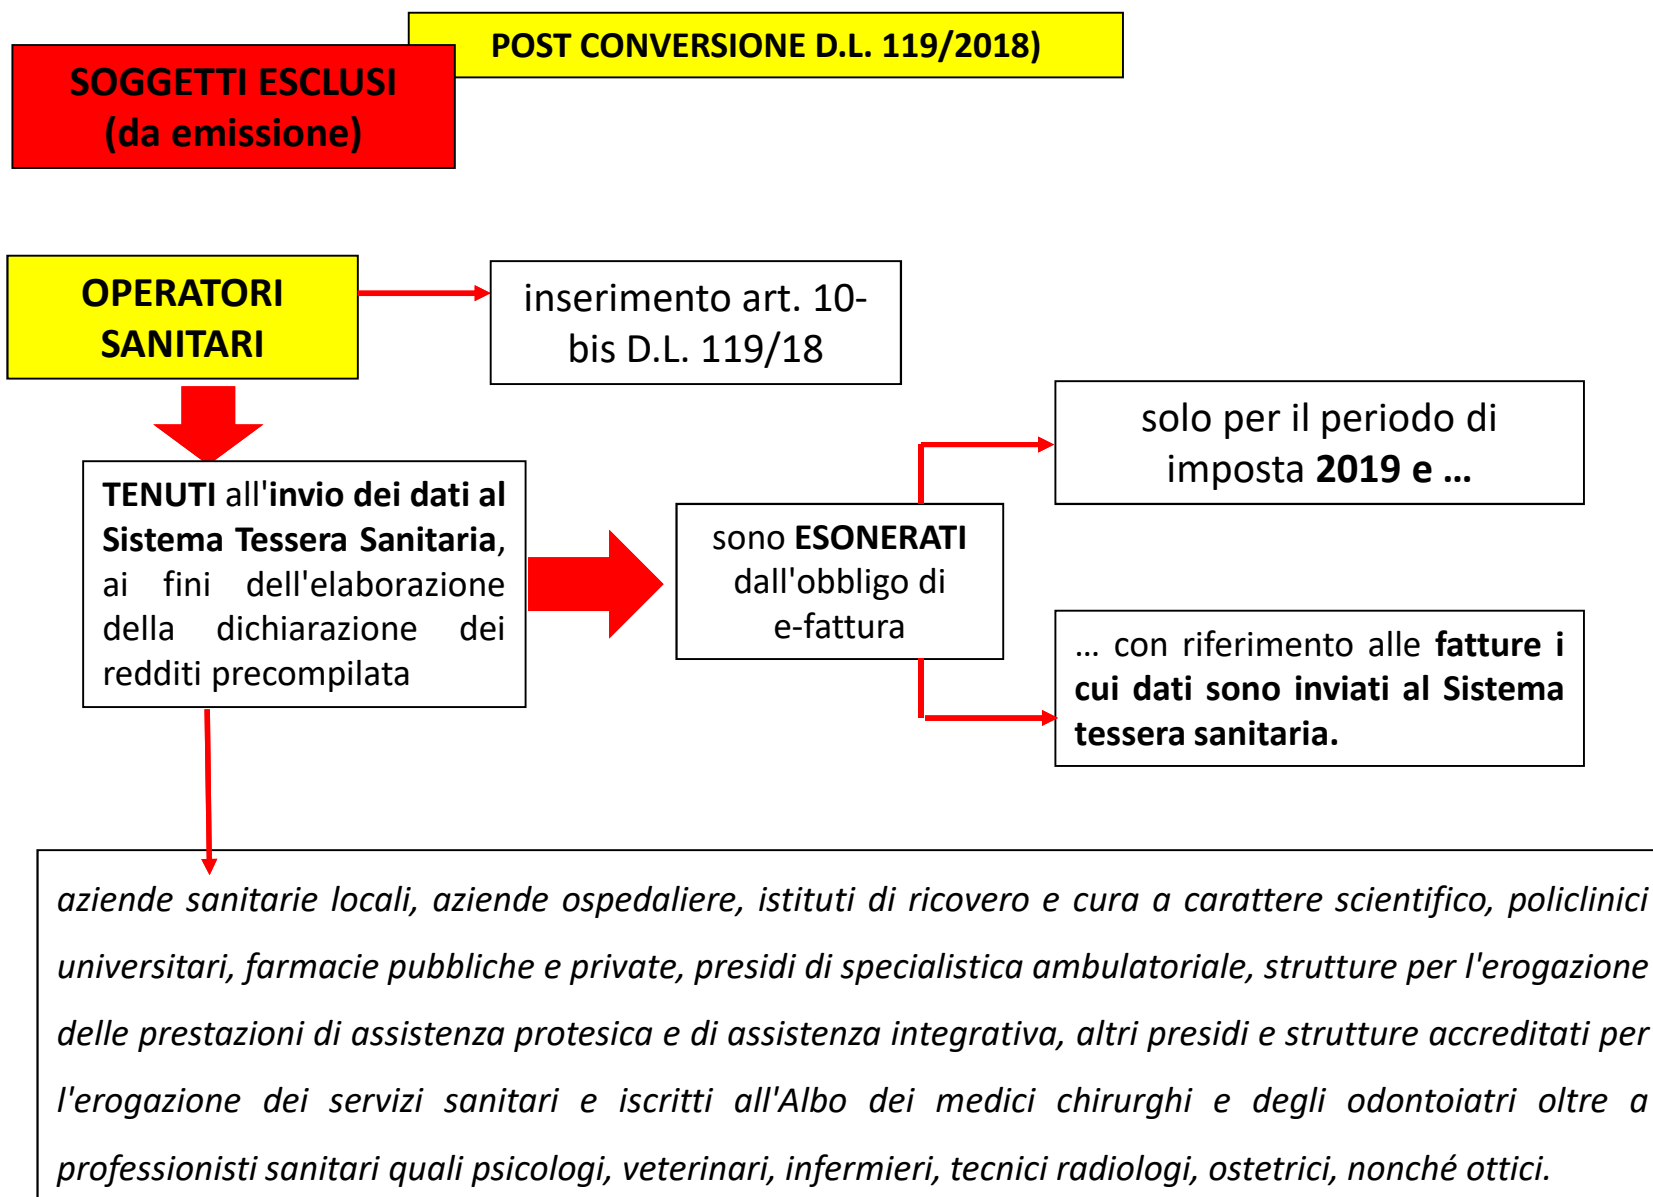 POST CONVERSIONE D.L. 119/2018)
SOGGETTI ESCLUSI
(da emissione)
OPERATORI
SANITARI
inserimento art. 10-
bis D.L. 119/18
solo per il periodo di
imposta 2019 e ...
TENUTI all'invio dei dati al
Sistema Tessera Sanitaria,
ai fini dell'elaborazione
della dichiarazione dei
redditi precompilata
sono ESONERATI
dall'obbligo di
e-fattura
... con riferimento alle fatture i
cui dati sono inviati al Sistema
tessera sanitaria.
aziende sanitarie locali, aziende ospedaliere, istituti di ricovero e cura a carattere scientifico, policlinici
universitari, farmacie pubbliche e private, presidi di specialistica ambulatoriale, strutture per l'erogazione
delle prestazioni di assistenza protesica e di assistenza integrativa, altri presidi e strutture accreditati per
l'erogazione dei servizi sanitari e iscritti all'Albo dei medici chirurghi e degli odontoiatri oltre a
professionisti sanitari quali psicologi, veterinari, infermieri, tecnici radiologi, ostetrici, nonché ottici.